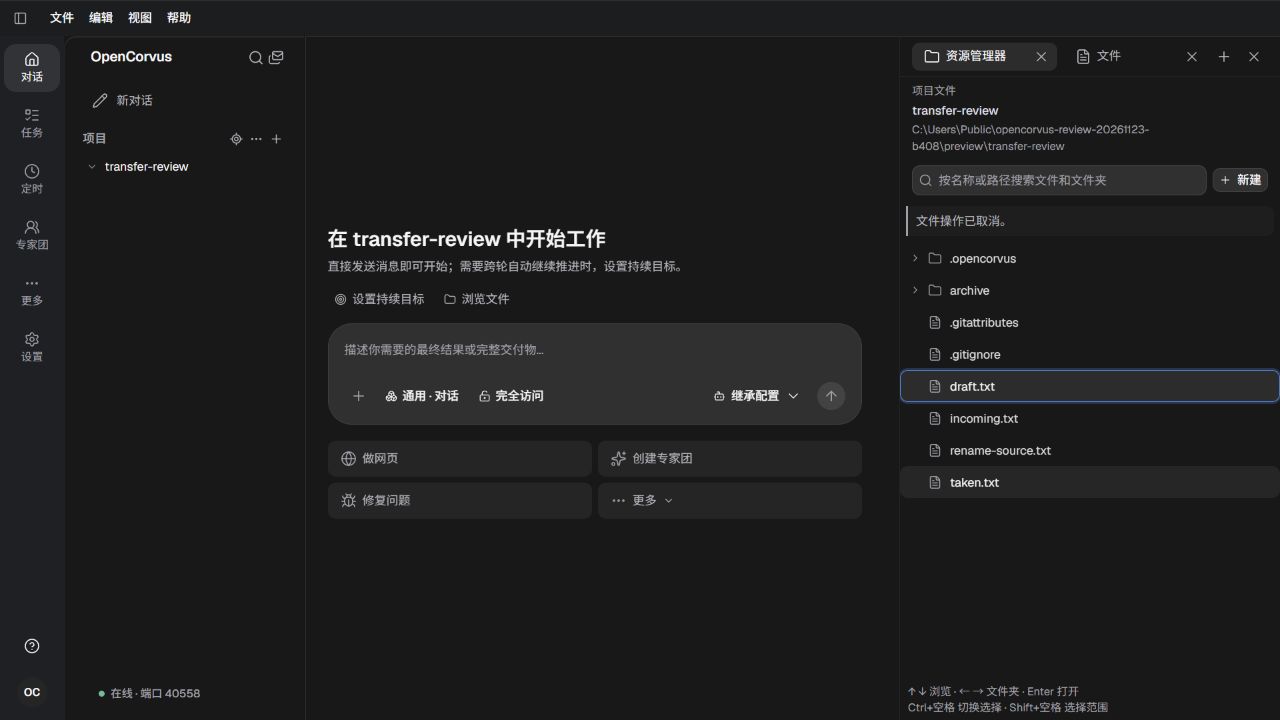 文件 编辑 视图 帮助
对话
任务
定时
专家团
更多
设置
OC
OpenCorvus
新对话
项目
transfer-review
在线 · 端口 40558
在 transfer-review 中开始工作
直接发送消息即可开始；需要跨轮自动继续推进时，设置持续目标。
设置持续目标 浏览文件
描述你需要的最终结果或完整交付物...
通用 · 对话 完全访问 继承配置
做网页 创建专家团
修复问题 更多
资源管理器 文件
项目文件
transfer-review
C:\Users\Public\opencorvus-review-20261123-
b408\preview\transfer-review
按名称或路径搜索文件和文件夹 新建
文件操作已取消。
.opencorvus
archive
.gitattributes
.gitignore
draft.txt
incoming.txt
rename-source.txt
taken.txt
↑↓ 浏览 · ←→ 文件夹 · Enter 打开
Ctrl+空格 切换选择 · Shift+空格 选择范围